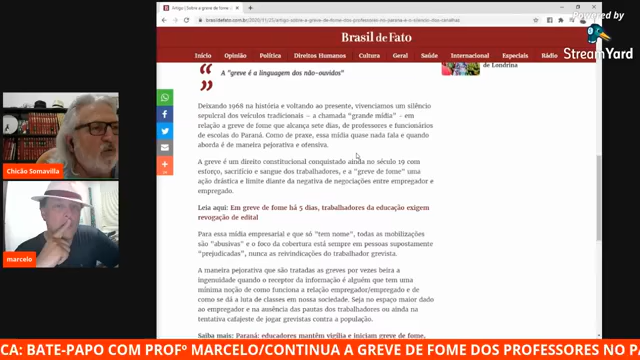 Artigo | Sobre a greve de fome
brasildefato.com.br/2020/11/25/artigo-sobre-a-greve-de-fome-dos-professores-no-parana-e-o-silencio-dos-canalhas
Powered by
StreamYard
Brasil de Fato
Início Opinião Política Direitos Humanos Cultura Geral Saúde Internacional Especiais Rádio
de Londrina
A "greve é a linguagem dos não-ouvidos"
Deixando 1968 na história e voltando ao presente, vivenciamos um silêncio
sepulcral dos veículos tradicionais – a chamada "grande mídia" - em
relação a greve de fome que alcança sete dias, de professores e funcionários
de escolas do Paraná. Como de praxe, essa mídia quase nada fala e quando
aborda é de maneira pejorativa e ofensiva.
A greve é um direito constitucional conquistado ainda no século 19 com
esforço, sacrifício e sangue dos trabalhadores, e a "greve de fome" uma
ação drástica e limite diante da negativa de negociações entre empregador e
empregado.
Leia aqui: Em greve de fome há 5 dias, trabalhadores da educação exigem
revogação de edital
Para essa mídia empresarial e que só "tem nome", todas as mobilizações
são "abusivas" e o foco da cobertura está sempre em pessoas supostamente
"prejudicadas", nunca as reivindicações do trabalhador grevista.
A maneira pejorativa que são tratadas as greves por vezes beira a
ingenuidade quando o receptor da informação é alguém que tem uma
mínima noção de como funciona a relação empregador/empregado e de
como se dá a luta de classes em nossa sociedade. Seja no espaço maior dado
ao empregador e na ausência das pautas dos trabalhadores ou ainda na
tentativa cafajeste de jogar grevistas contra a população.
Saiba mais: Paraná: educadores mantêm vigília e iniciam greve de fome,
Chicão Somavilla
marcelo
CA: BATE-PAPO COM PROFº MARCELO/CONTINUA A GREVE DE FOME DOS PROFESSORES NO P